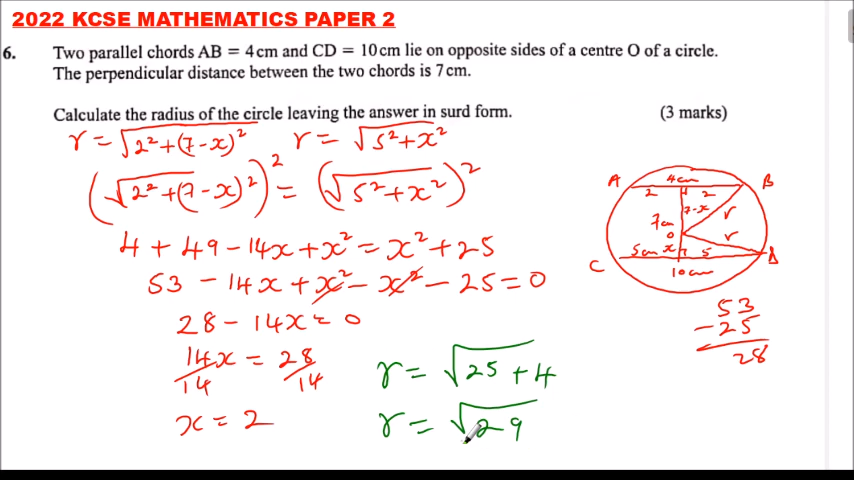 2022 KCSE MATHEMATICS PAPER 2
6. Two parallel chords AB = 4 cm and CD = 10 cm lie on opposite sides of a centre O of a circle.
The perpendicular distance between the two chords is 7 cm.
Calculate the radius of the circle leaving the answer in surd form. (3 marks)
r = √(2² + (7 - x)²) r = √(5² + x²)
(√(2² + (7 - x)²))² = (√(5² + x²))²
4 + 49 - 14x + x² = x² + 25
53 - 14x + x² - x² - 25 = 0
28 - 14x = 0
14x/14 = 28/14
x = 2
r = √(25 + 4)
r = √29
A 4cm B
2 2
7-x r
7cm
O r
5cm x 5
C D
10cm
53
- 25
28